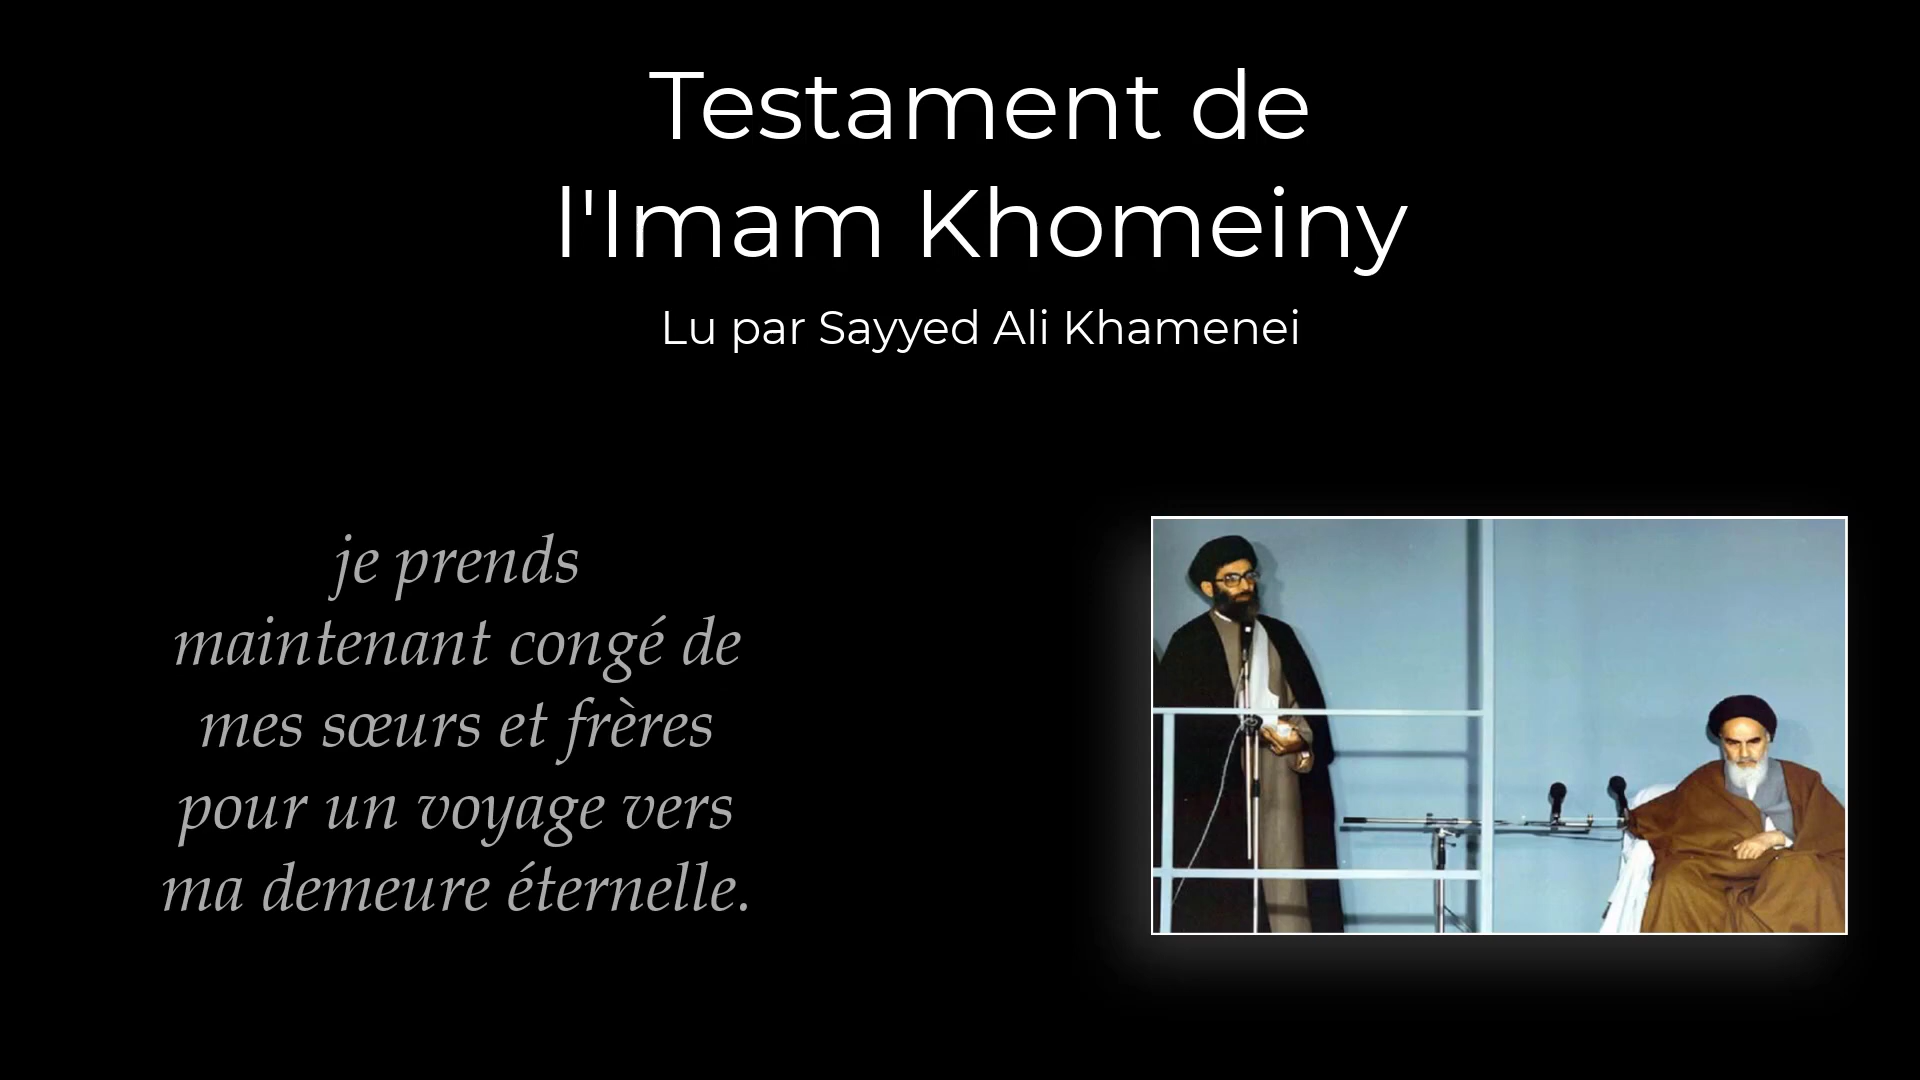 Testament de
l'Imam Khomeiny
Lu par Sayyed Ali Khamenei
je prends
maintenant congé de
mes sœurs et frères
pour un voyage vers
ma demeure éternelle.